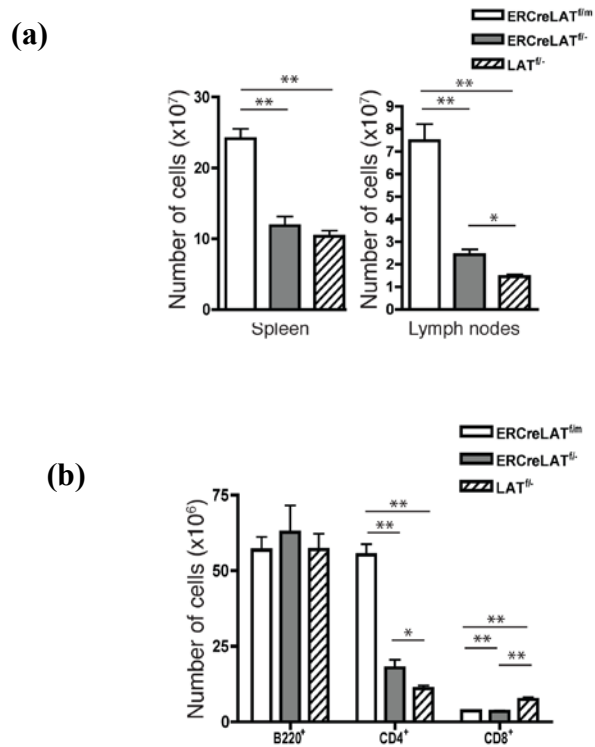 (a)
ERCreLAT^f/m
ERCreLAT^f/-
LAT^f/-
Number of cells (x10^7)
30
20
10
0
**
**
Spleen
Number of cells (x10^7)
9
8
7
6
5
4
3
2
1
0
**
**
*
Lymph nodes
(b)
ERCreLAT^f/m
ERCreLAT^f/-
LAT^f/-
Number of cells (x10^6)
75
50
25
0
**
**
*
**
**
**
B220^+
CD4^+
CD8^+